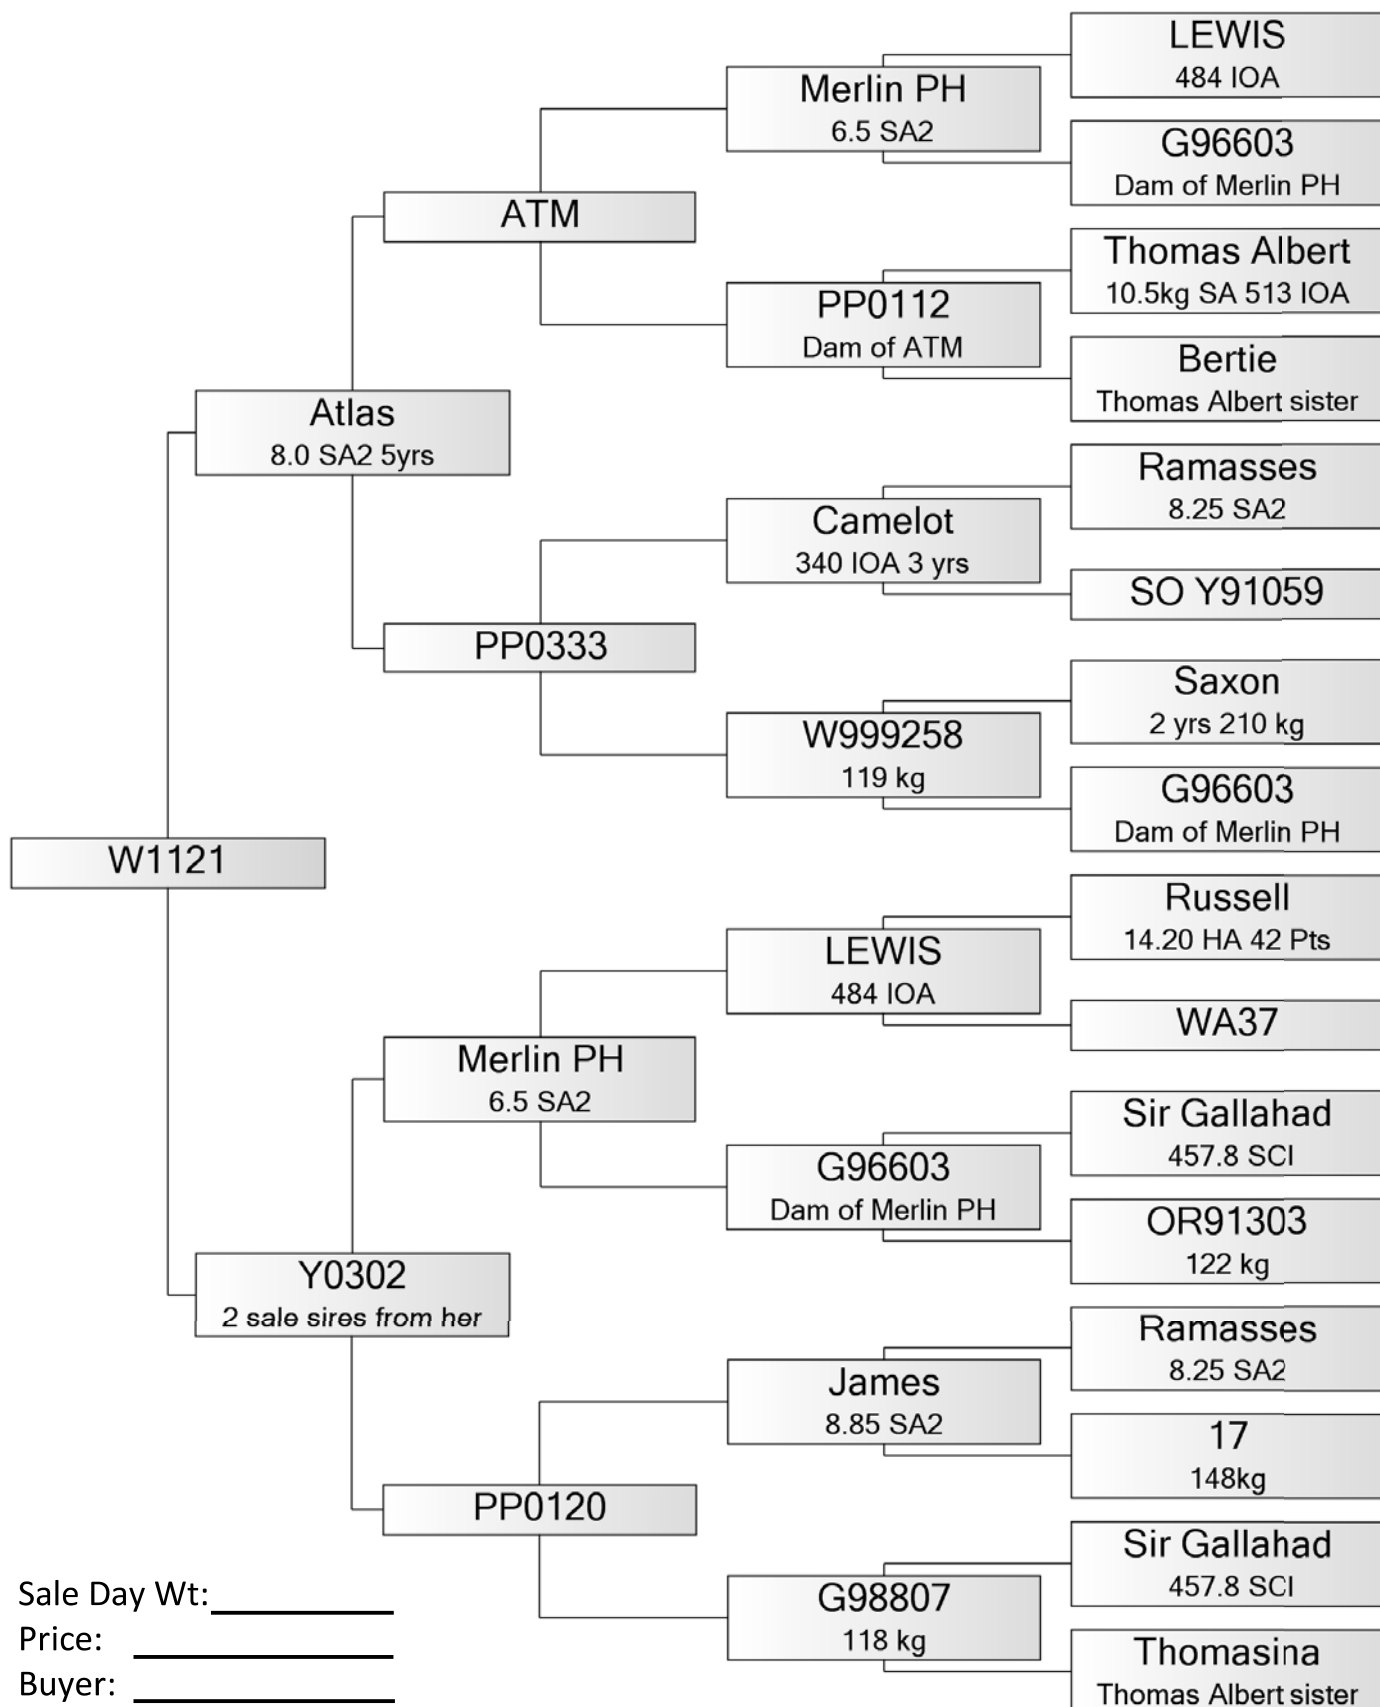 LEWIS
484 IOA
Merlin PH
6.5 SA2
G96603
Dam of Merlin PH
ATM
Thomas Albert
10.5kg SA 513 IOA
PP0112
Dam of ATM
Bertie
Thomas Albert sister
Atlas
8.0 SA2 5yrs
Ramasses
8.25 SA2
Camelot
340 IOA 3 yrs
SO Y91059
PP0333
Saxon
2 yrs 210 kg
W999258
119 kg
G96603
Dam of Merlin PH
W1121
Russell
14.20 HA 42 Pts
LEWIS
484 IOA
WA37
Merlin PH
6.5 SA2
Sir Gallahad
457.8 SCI
G96603
Dam of Merlin PH
OR91303
122 kg
Y0302
2 sale sires from her
Ramasses
8.25 SA2
James
8.85 SA2
17
148kg
PP0120
Sir Gallahad
457.8 SCI
G98807
118 kg
Thomasina
Thomas Albert sister
Sale Day Wt:
Price:
Buyer: